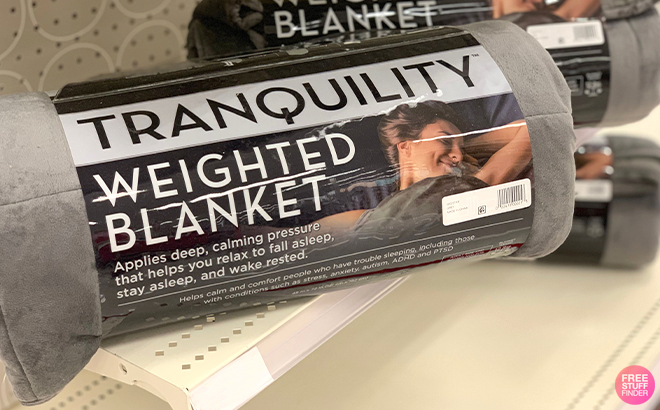 WEIGHTED
BLANKET
TRANQUILITY™
WEIGHTED
BLANKET
Applies deep, calming pressure
that helps you relax to fall asleep,
stay asleep, and wake rested.
Helps calm and comfort people who have trouble sleeping, including those
with conditions such as stress, anxiety, autism, ADHD and PTSD
FREE
STUFF
FINDER